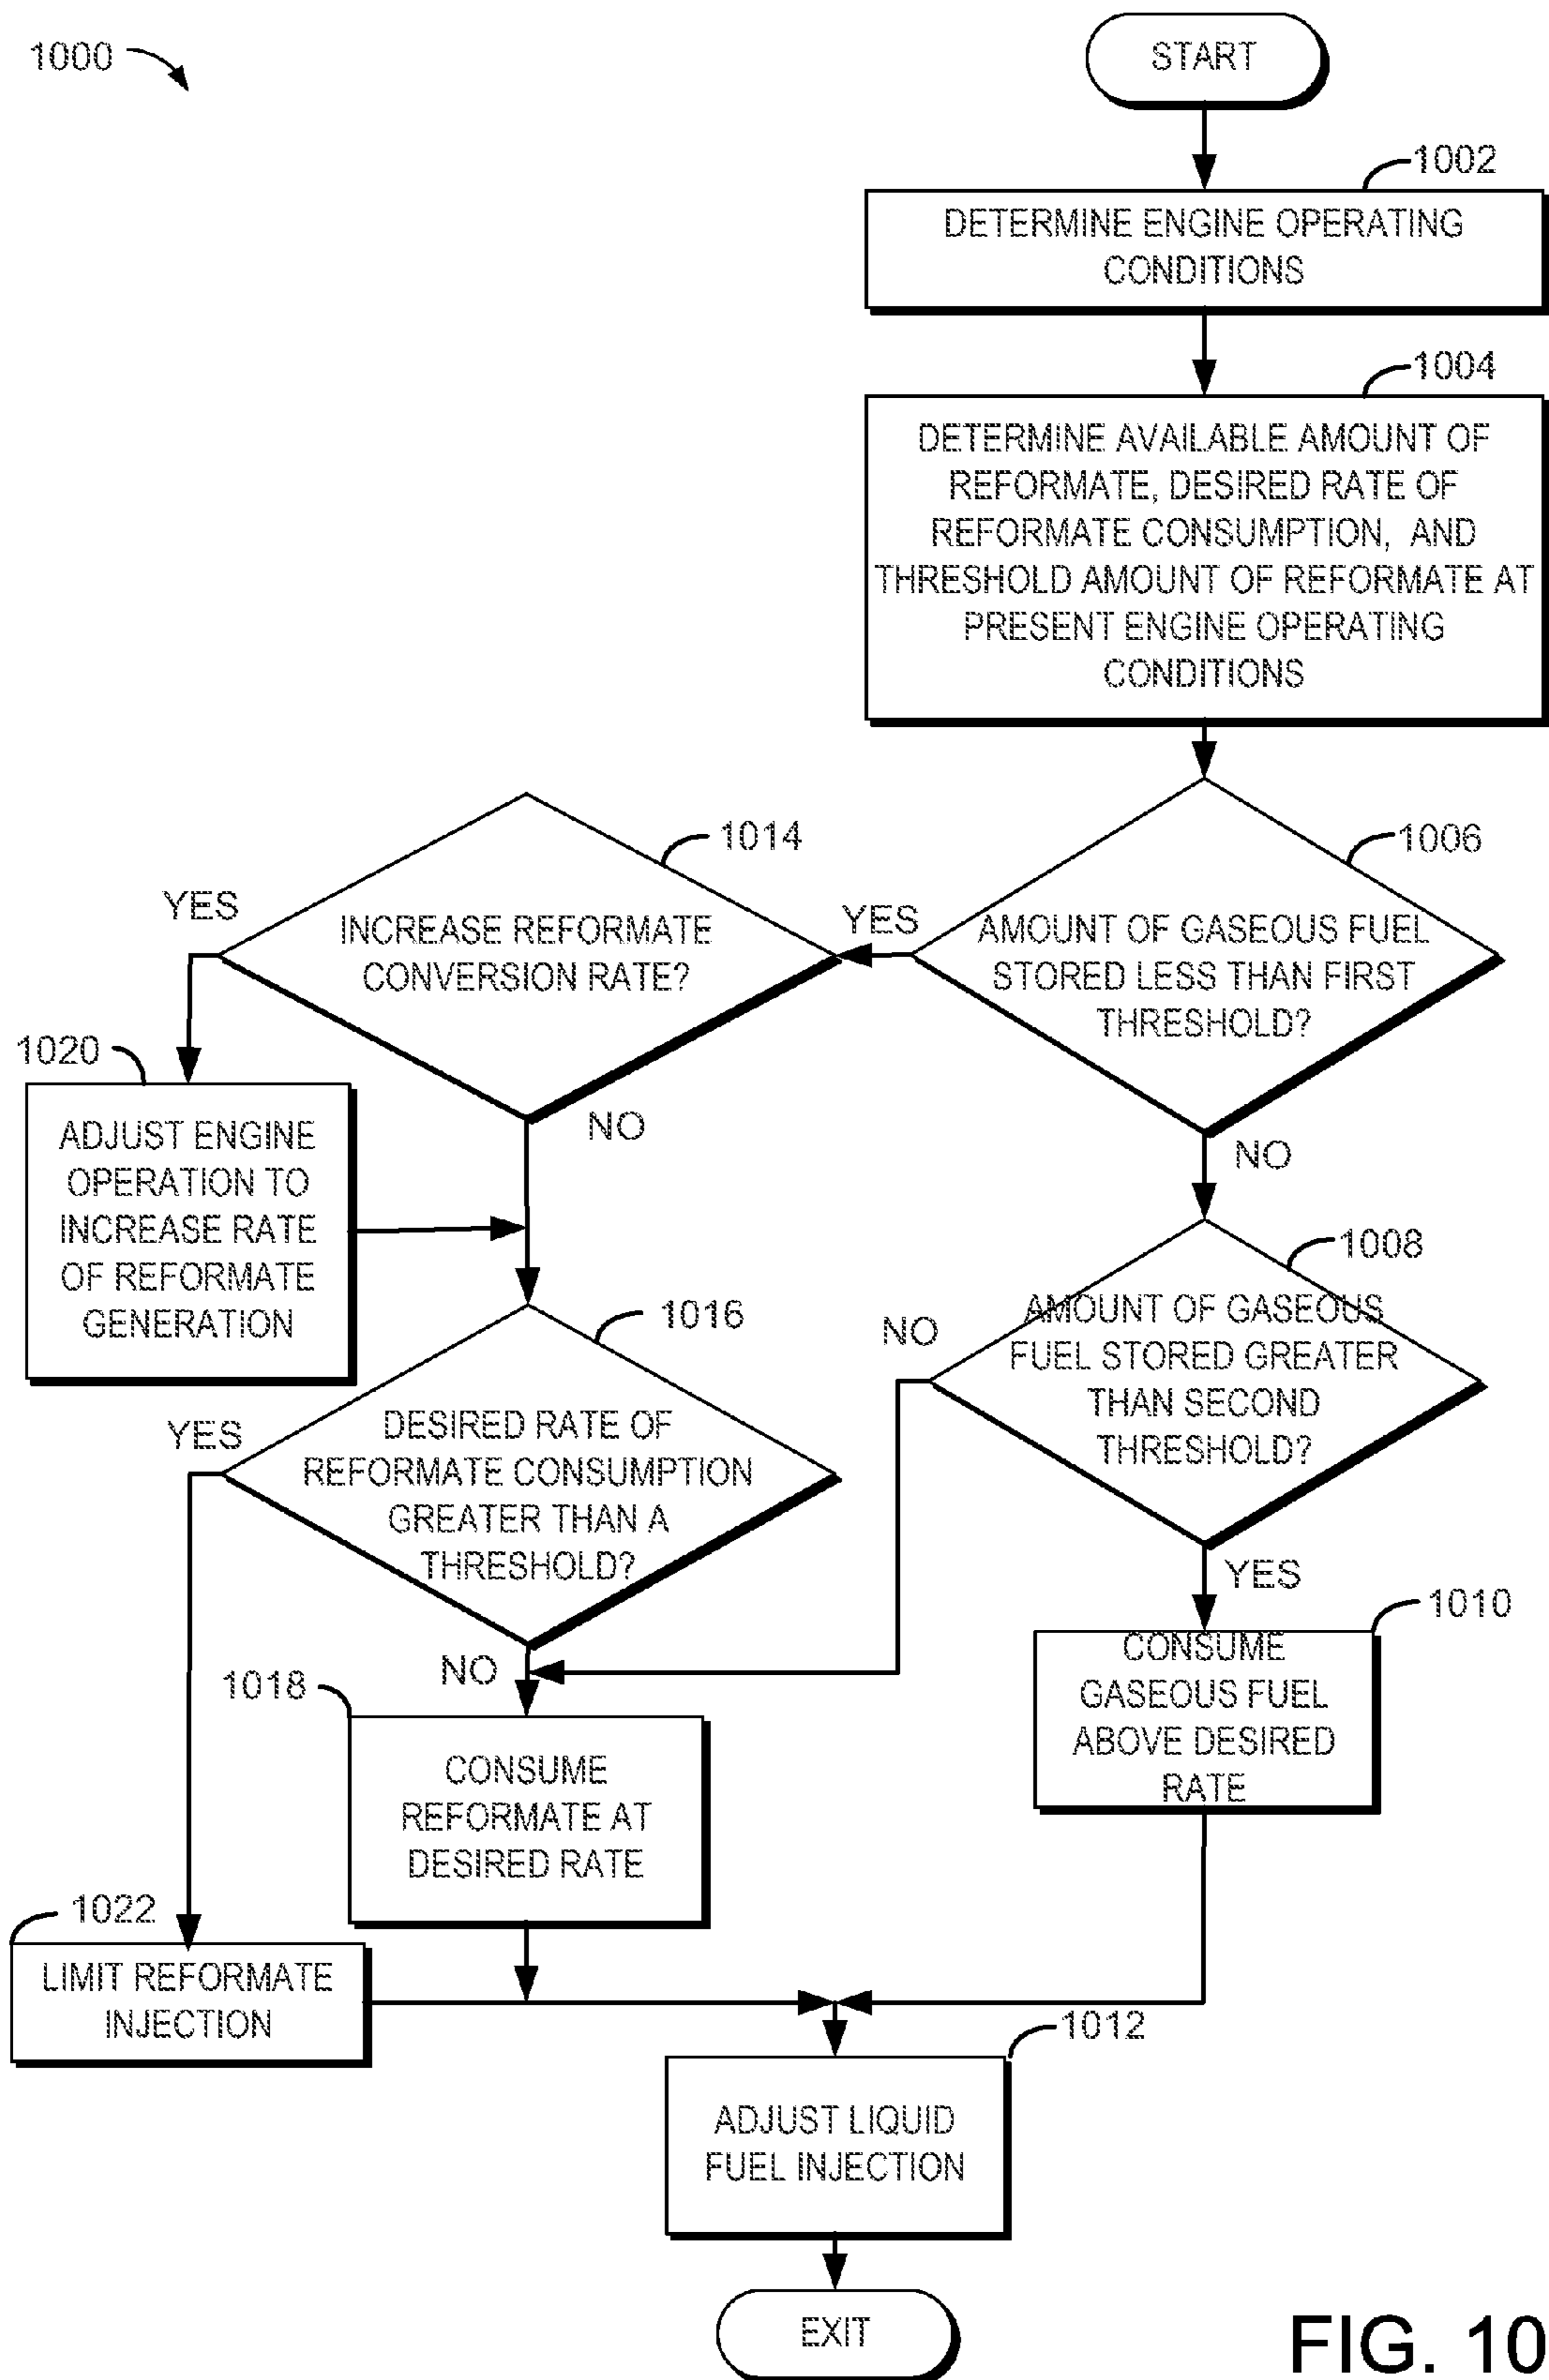 1000
START
1002
DETERMINE ENGINE OPERATING
CONDITIONS
1004
DETERMINE AVAILABLE AMOUNT OF
REFORMATE, DESIRED RATE OF
REFORMATE CONSUMPTION, AND
THRESHOLD AMOUNT OF REFORMATE AT
PRESENT ENGINE OPERATING
CONDITIONS
1006
AMOUNT OF GASEOUS FUEL
STORED LESS THAN FIRST
THRESHOLD?
YES
NO
1014
INCREASE REFORMATE
CONVERSION RATE?
YES
NO
1020
ADJUST ENGINE
OPERATION TO
INCREASE RATE
OF REFORMATE
GENERATION
1008
AMOUNT OF GASEOUS
FUEL STORED GREATER
THAN SECOND
THRESHOLD?
NO
YES
1016
DESIRED RATE OF
REFORMATE CONSUMPTION
GREATER THAN A
THRESHOLD?
YES
NO
1010
CONSUME
GASEOUS FUEL
ABOVE DESIRED
RATE
1018
CONSUME
REFORMATE AT
DESIRED RATE
1022
LIMIT REFORMATE
INJECTION
1012
ADJUST LIQUID
FUEL INJECTION
EXIT
FIG. 10